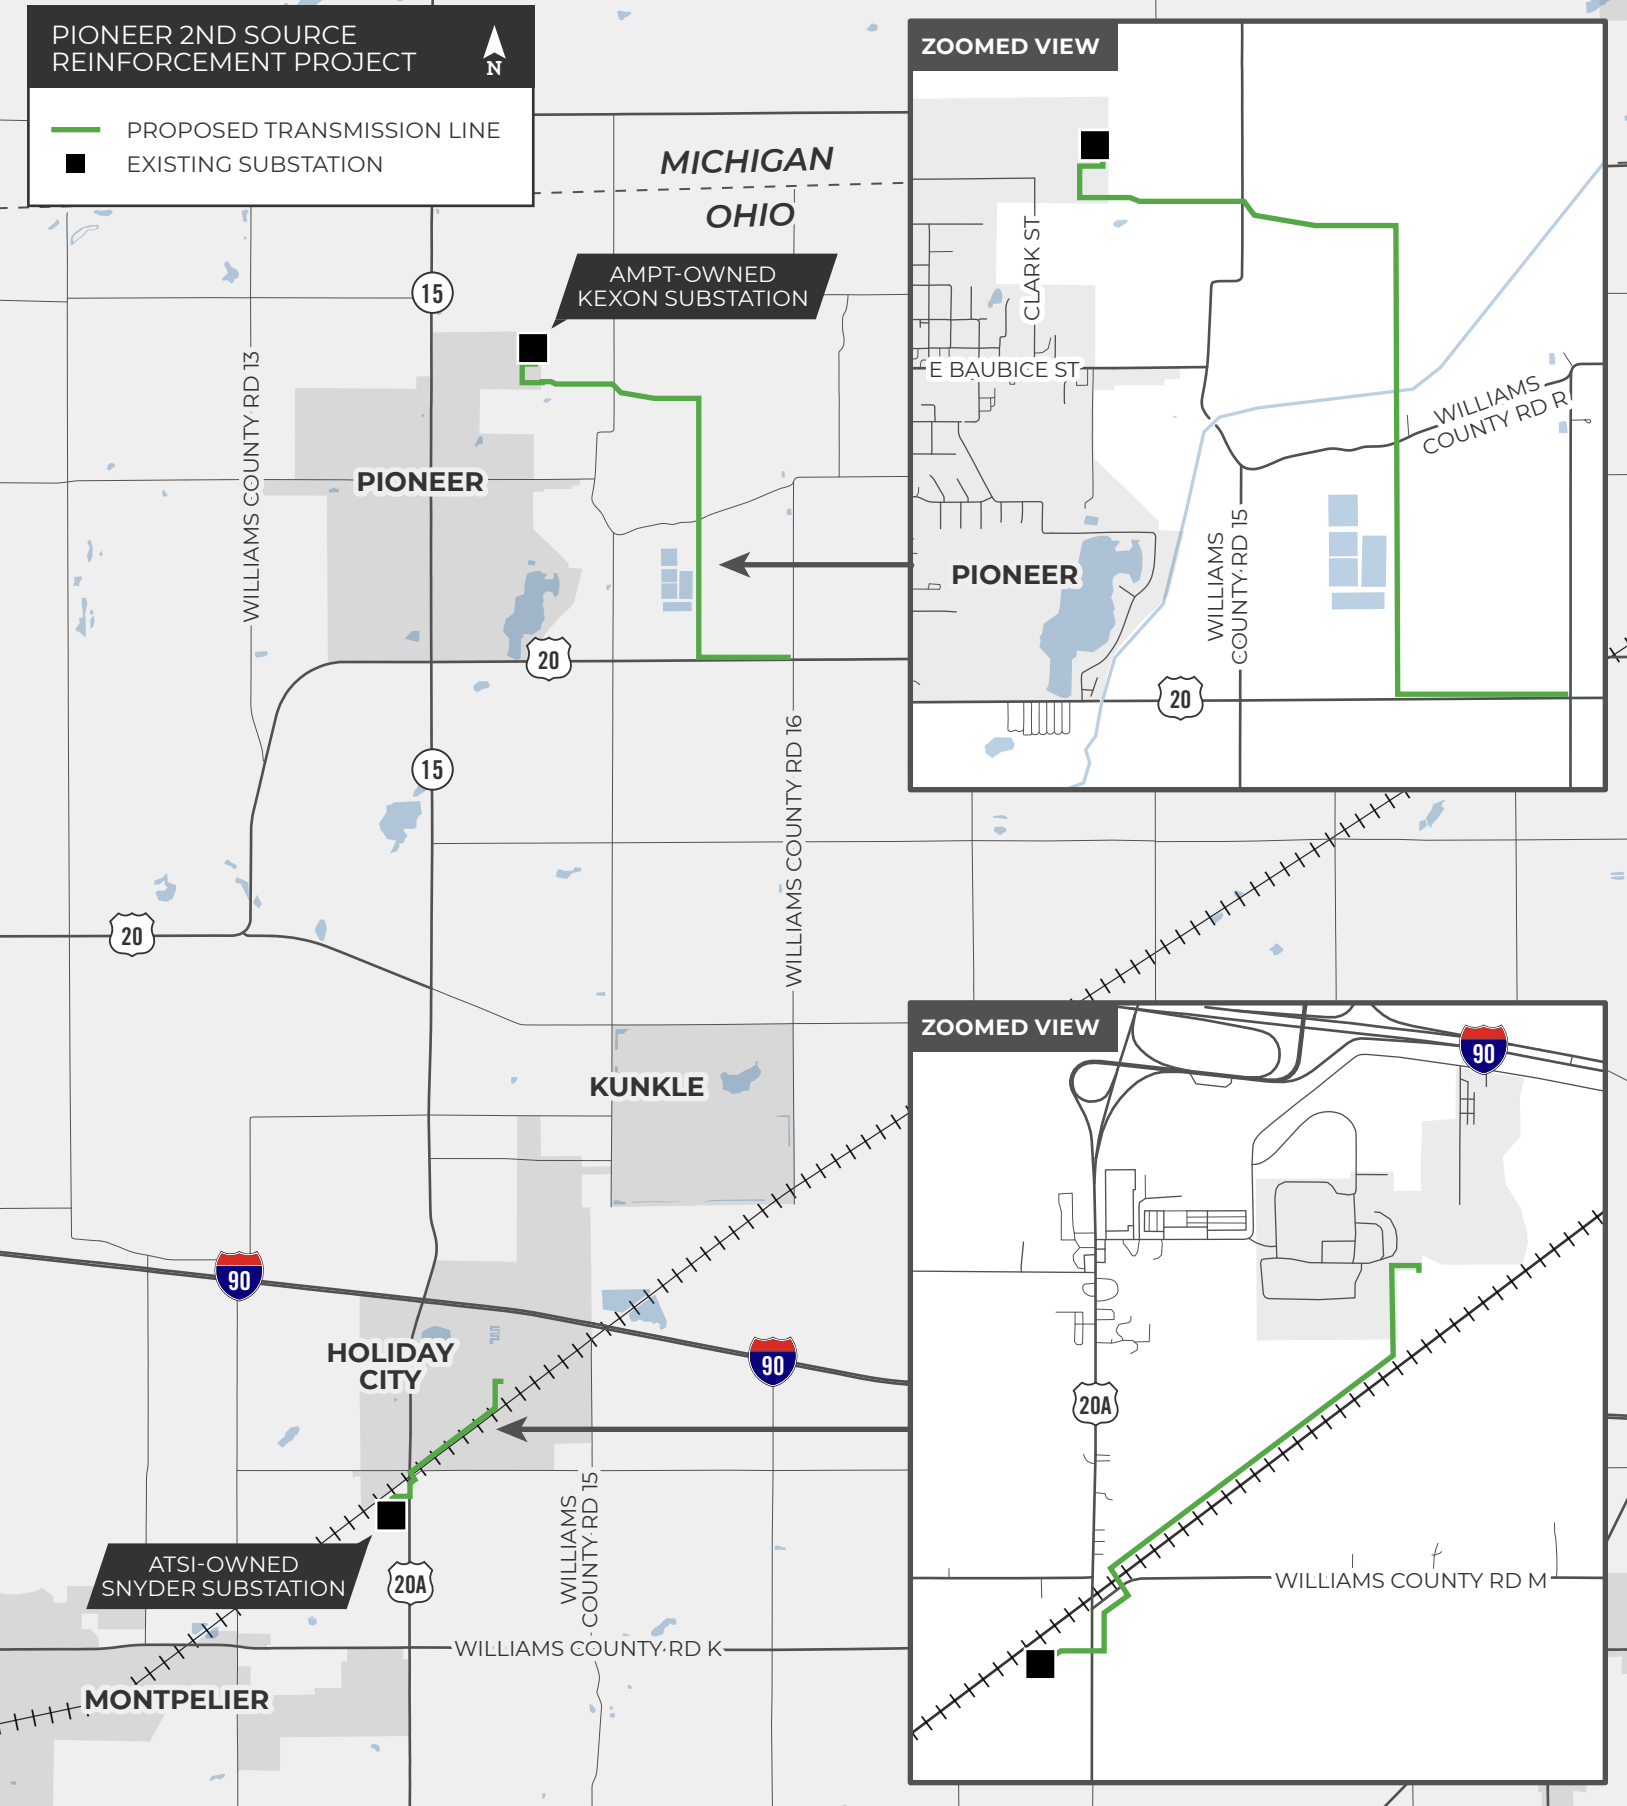 PIONEER 2ND SOURCE
REINFORCEMENT PROJECT
N
PROPOSED TRANSMISSION LINE
EXISTING SUBSTATION
MICHIGAN
OHIO
AMPT-OWNED
KEXON SUBSTATION
15
WILLIAMS COUNTY RD 13
PIONEER
20
15
WILLIAMS COUNTY RD 16
20
KUNKLE
90
HOLIDAY
CITY
90
ATSI-OWNED
SNYDER SUBSTATION
20A
WILLIAMS
COUNTY RD 15
WILLIAMS COUNTY RD K
MONTPELIER
ZOOMED VIEW
CLARK ST
E BAUBICE ST
WILLIAMS
COUNTY RD R
PIONEER
WILLIAMS
COUNTY RD 15
20
ZOOMED VIEW
90
20A
WILLIAMS COUNTY RD M